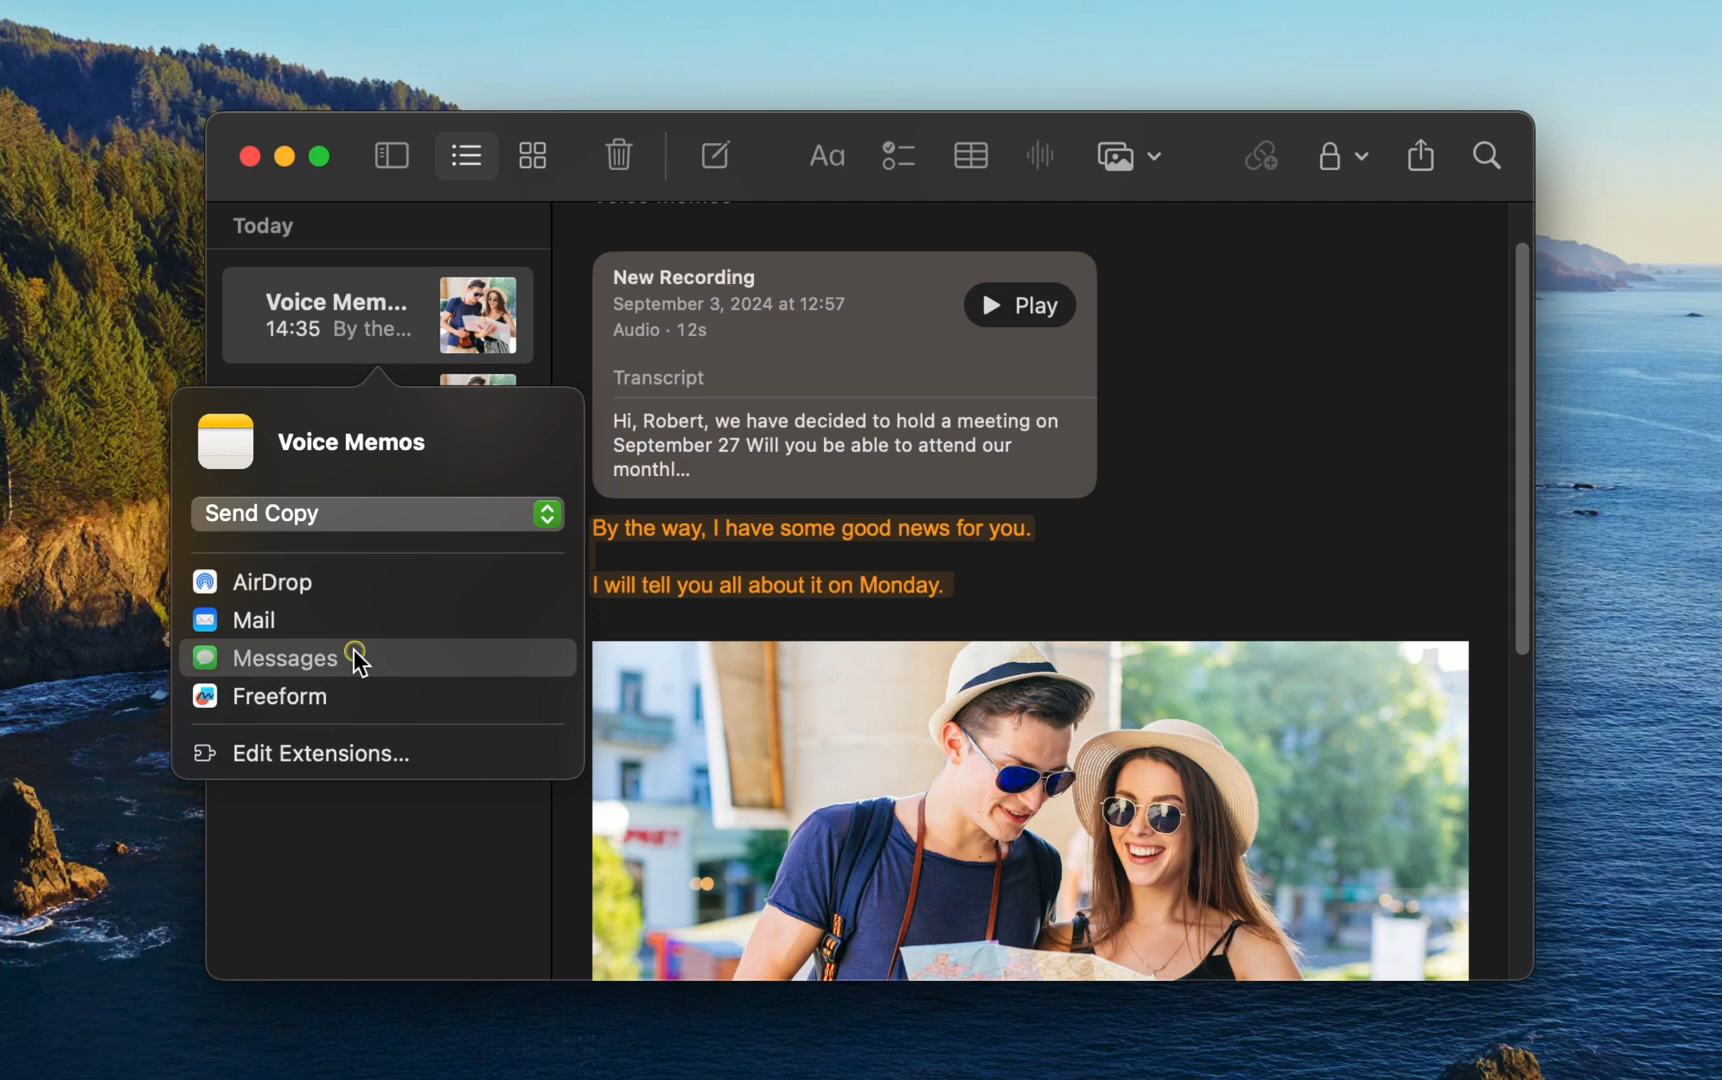 Aa
Today
Voice Mem...
14:35 By the...
Voice Memos
Send Copy
AirDrop
Mail
Messages
Freeform
Edit Extensions...
Voice Memos
New Recording
September 3, 2024 at 12:57
Audio · 12s
Play
Transcript
Hi, Robert, we have decided to hold a meeting on
September 27 Will you be able to attend our
monthl...
By the way, I have some good news for you.
I will tell you all about it on Monday.